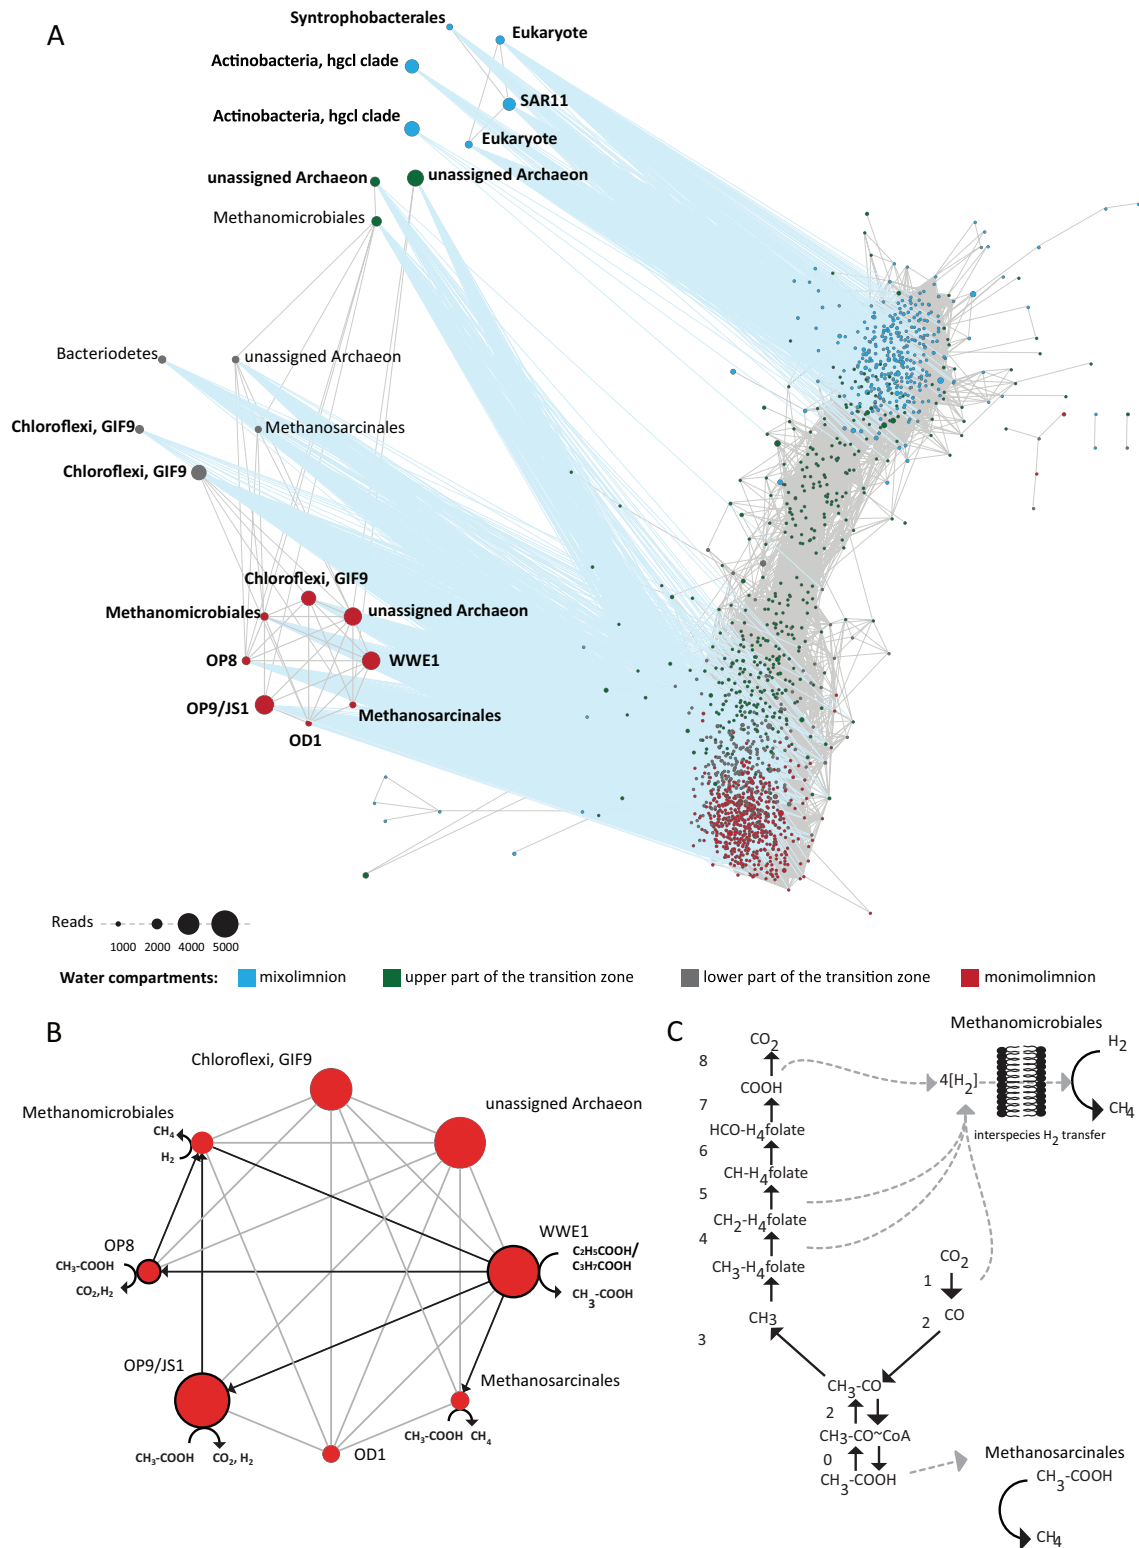 A
Syntrophobacterales
Eukaryote
Actinobacteria, hgcl clade
SAR11
Actinobacteria, hgcl clade
Eukaryote
unassigned Archaeon
unassigned Archaeon
Methanomicrobiales
Bacteriodetes
unassigned Archaeon
Chloroflexi, GIF9
Methanosarcinales
Chloroflexi, GIF9
Chloroflexi, GIF9
Methanomicrobiales
unassigned Archaeon
OP8
WWE1
OP9/JS1
Methanosarcinales
OD1
Reads
1000 2000 4000 5000
Water compartments: mixolimnion upper part of the transition zone lower part of the transition zone monimolimnion
B
Chloroflexi, GIF9
Methanomicrobiales
unassigned Archaeon
CH4
H2
OP8
CH3-COOH
CO2,H2
WWE1
C2H5COOH/
C3H7COOH
CH3-COOH
OP9/JS1
Methanosarcinales
CH3-COOH CO2, H2
OD1
CH3-COOH CH4
C
Methanomicrobiales
CO2
H2
8
4[H2]
COOH
CH4
7
HCO-H4folate
interspecies H2 transfer
6
CH-H4folate
5
CH2-H4folate
4
CH3-H4 folate
CO2
1
CH3
2
CO
3
CH3-CO
2
CH3-CO~CoA
0
CH3-COOH
Methanosarcinales
CH3-COOH
CH4